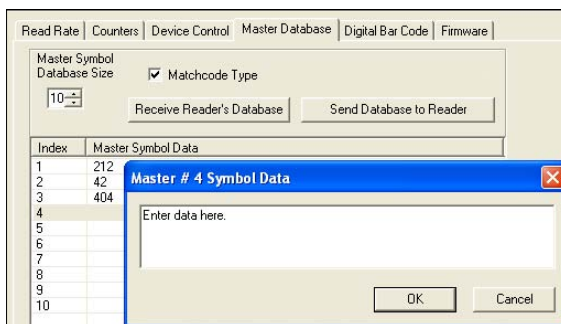 Read Rate Counters Device Control Master Database Digital Bar Code Firmware
Master Symbol
Database Size
Matchcode Type
10
Receive Reader's Database Send Database to Reader
Index Master Symbol Data
1 212
2 42
3 404
4
5
6
7
8
9
10
Master # 4 Symbol Data
Enter data here.
OK Cancel